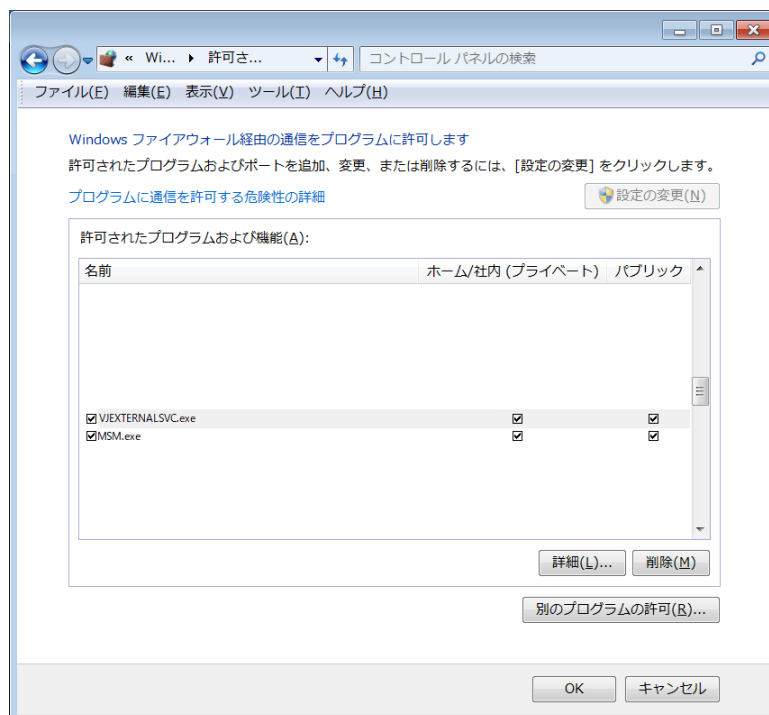 « Wi... ▸ 許可さ... コントロール パネルの検索
ファイル(F) 編集(E) 表示(V) ツール(T) ヘルプ(H)
Windows ファイアウォール経由の通信をプログラムに許可します
許可されたプログラムおよびポートを追加、変更、または削除するには、[設定の変更] をクリックします。
プログラムに通信を許可する危険性の詳細 設定の変更(N)
許可されたプログラムおよび機能(A):
名前 ホーム/社内 (プライベート) パブリック
VJEXTERNALSVC.exe
MSM.exe
詳細(L)... 削除(M)
別のプログラムの許可(R)...
OK キャンセル